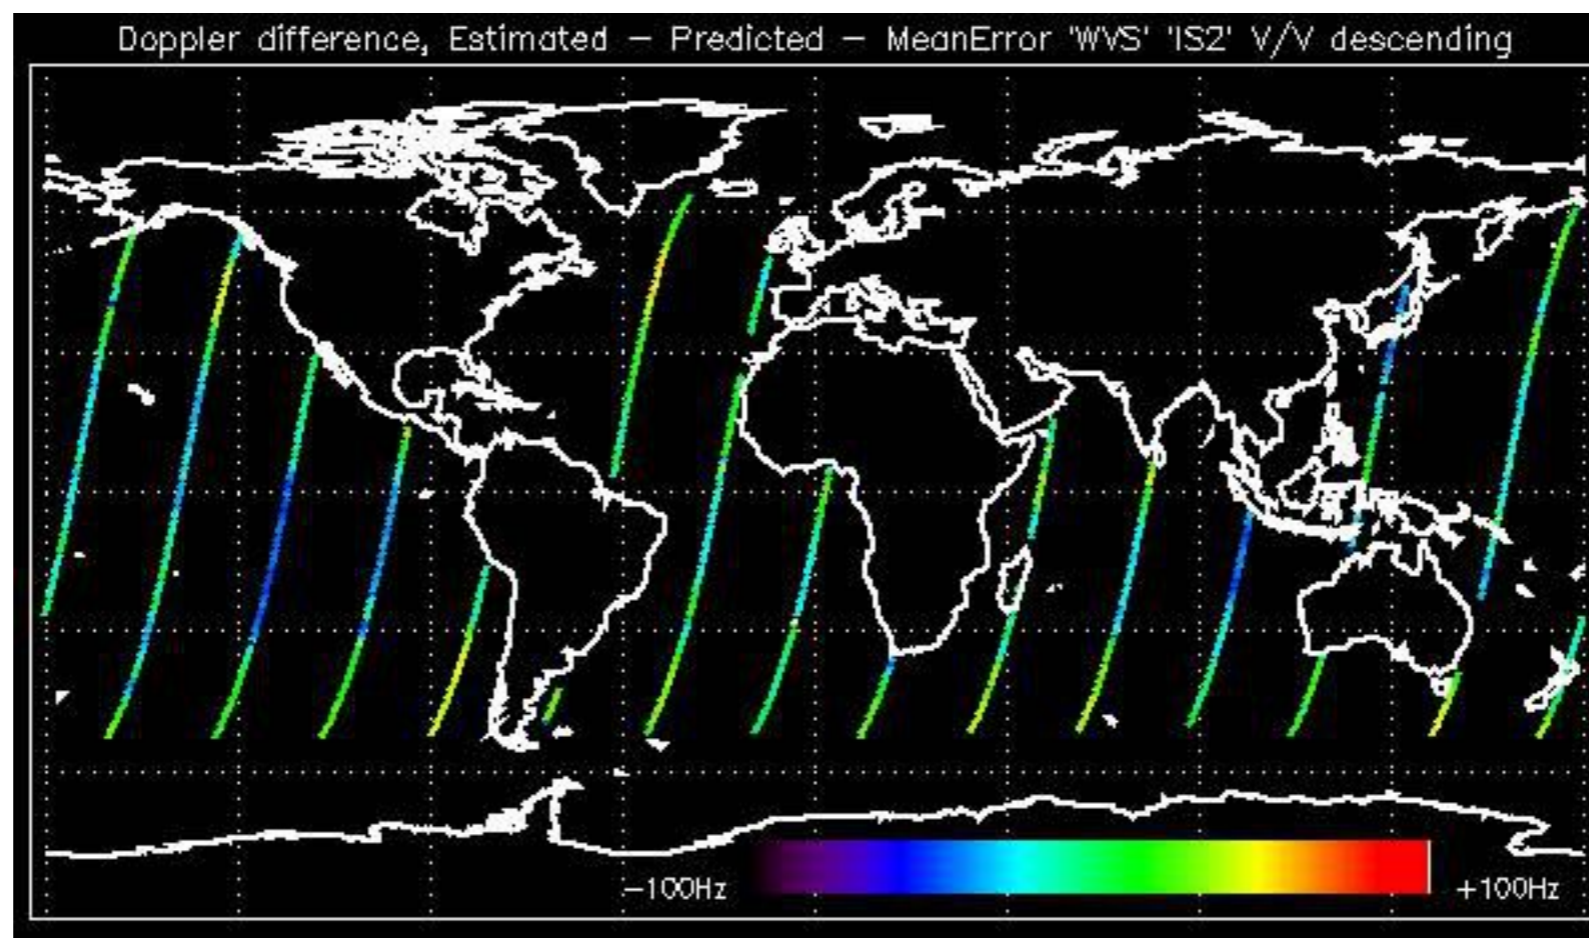 Doppler difference, Estimated – Predicted – MeanError 'WVS' 'IS2' V/V descending
–100Hz
+100Hz